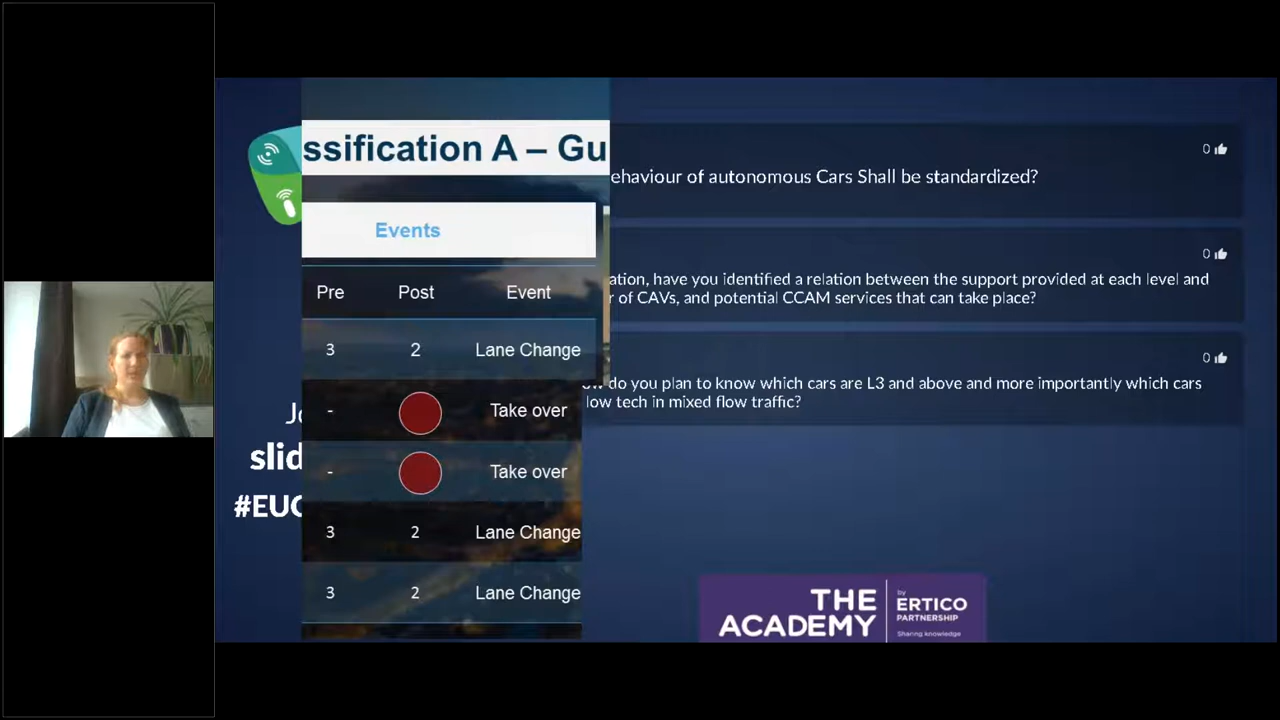 ssification A – Gu
Events
Pre Post Event
3 2 Lane Change
- Take over
- Take over
3 2 Lane Change
3 2 Lane Change
slid
#EUC
0
ehaviour of autonomous Cars Shall be standardized?
0
ation, have you identified a relation between the support provided at each level and
r of CAVs, and potential CCAM services that can take place?
0
do you plan to know which cars are L3 and above and more importantly which cars
low tech in mixed flow traffic?
THE
ACADEMY
by
ERTICO
PARTNERSHIP
Sharing knowledge